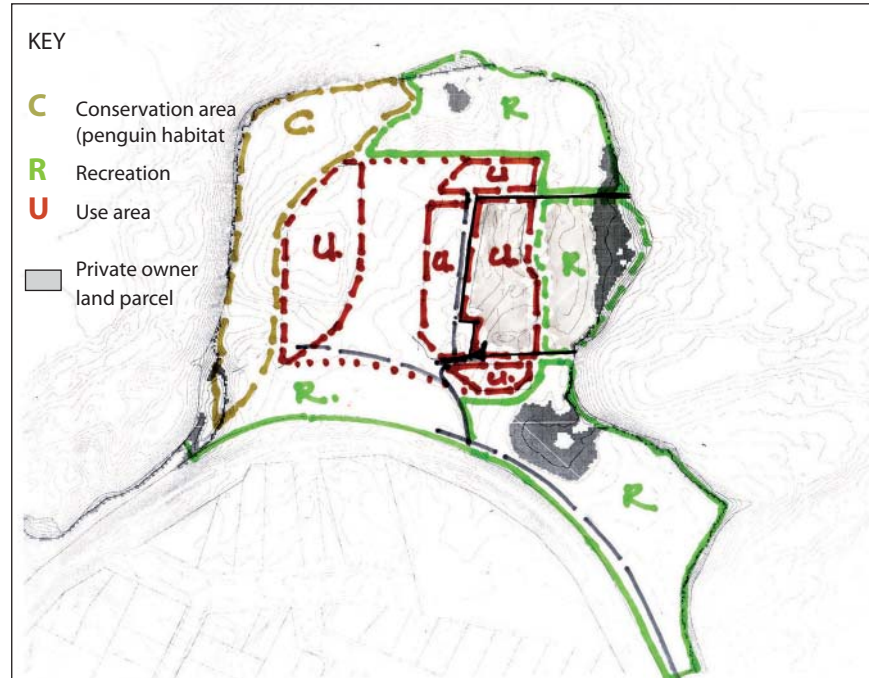 KEY
C Conservation area
(penguin habitat
R Recreation
U Use area
Private owner
land parcel
C.
R
U
U.
U
U
R
R.
U.
R